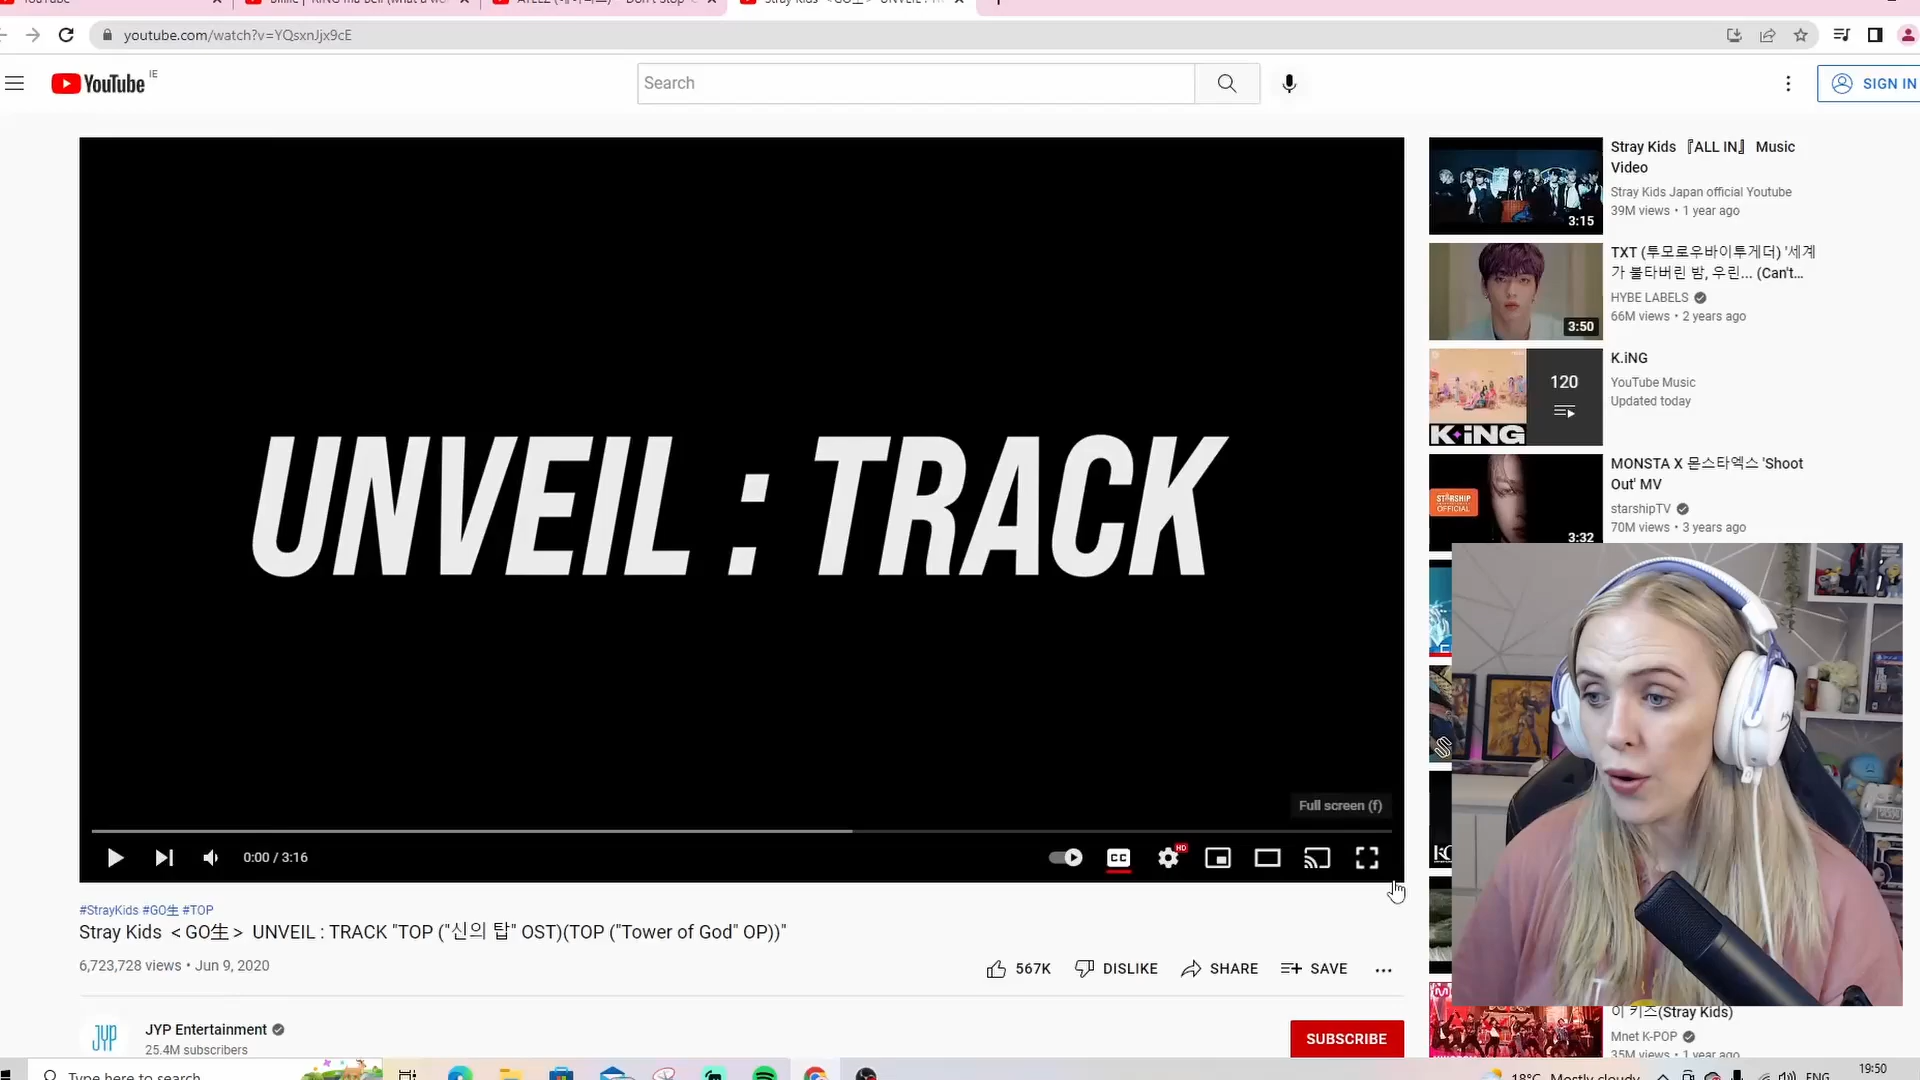 youtube.com/watch?v=YQsxnJjx9cE
YouTube IE
Search
SIGN IN
UNVEIL : TRACK
Full screen (f)
0:00 / 3:16
CC
HD
#StrayKids #GO生 #TOP
Stray Kids <GO生> UNVEIL : TRACK "TOP ("신의 탑" OST)(TOP ("Tower of God" OP))"
6,723,728 views • Jun 9, 2020
567K
DISLIKE
SHARE
SAVE
JYP
JYP Entertainment
25.4M subscribers
SUBSCRIBE
Stray Kids 『ALL IN』 Music
Video
Stray Kids Japan official Youtube
39M views • 1 year ago
3:15
TXT (투모로우바이투게더) '세계
가 불타버린 밤, 우린... (Can't...
HYBE LABELS
66M views • 2 years ago
3:50
K.iNG
YouTube Music
Updated today
120
K·iNG
MONSTA X 몬스타엑스 'Shoot
Out' MV
starshipTV
70M views • 3 years ago
STARSHIP
OFFICIAL
3:32
이 키즈(Stray Kids)
Mnet K-POP
35M views • 1 year ago
Type here to search
18°C Mostly cloudy
ENG
19:50